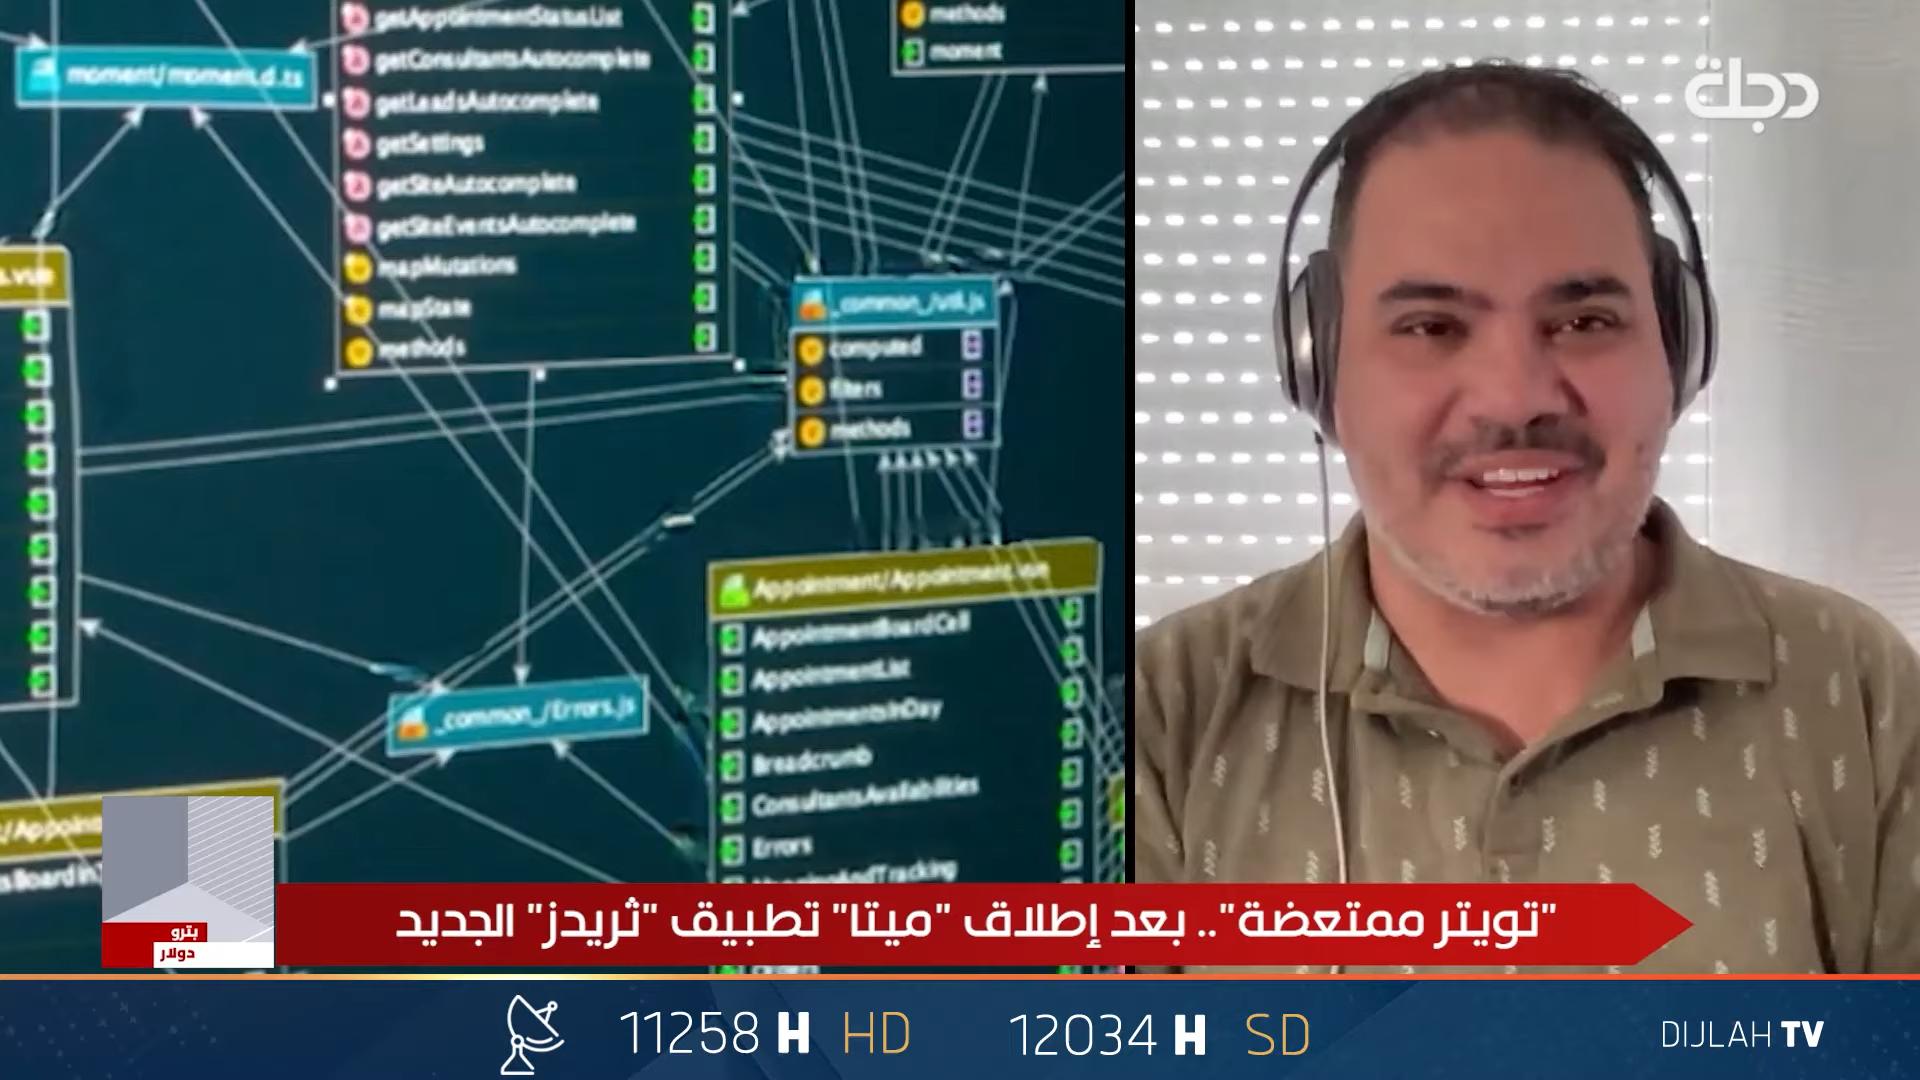 getAppointmentStatusList
getConsultantsAutocomplete
getLeadsAutocomplete
getSettings
getSiteAutocomplete
getSiteEventsAutocomplete
mapMutations
mapState
methods
moment/moment.d.ts
methods
moment
s.vue
_common_/util.js
computed
filters
methods
Appointment/Appointment.vue
AppointmentBoardCell
AppointmentList
AppointmentsInDay
Breadcrumb
ConsultantsAvailabilities
Errors
_common_/Errors.js
دجلة
بترو
دولار
"تويتر ممتعضة".. بعد إطلاق "ميتا" تطبيق "ثريدز" الجديد
11258 H HD 12034 H SD
DIJLAH TV